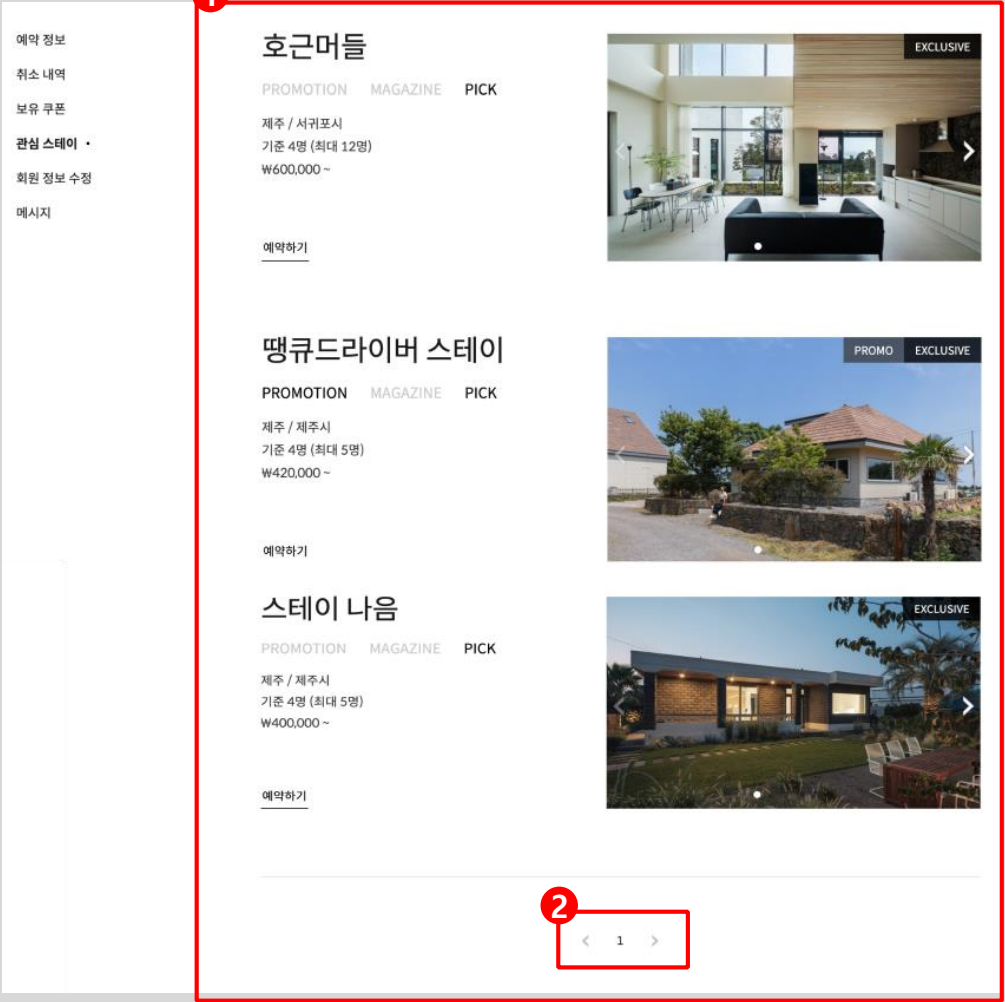 1
예약 정보
취소 내역
보유 쿠폰
관심 스테이 •
회원 정보 수정
메시지
호근머들
PROMOTION MAGAZINE PICK
제주 / 서귀포시
기준 4명 (최대 12명)
₩600,000 ~
예약하기
EXCLUSIVE
땡큐드라이버 스테이
PROMOTION MAGAZINE PICK
제주 / 제주시
기준 4명 (최대 5명)
₩420,000 ~
예약하기
PROMO EXCLUSIVE
스테이 나음
PROMOTION MAGAZINE PICK
제주 / 제주시
기준 4명 (최대 5명)
₩400,000 ~
예약하기
EXCLUSIVE
2
< 1 >